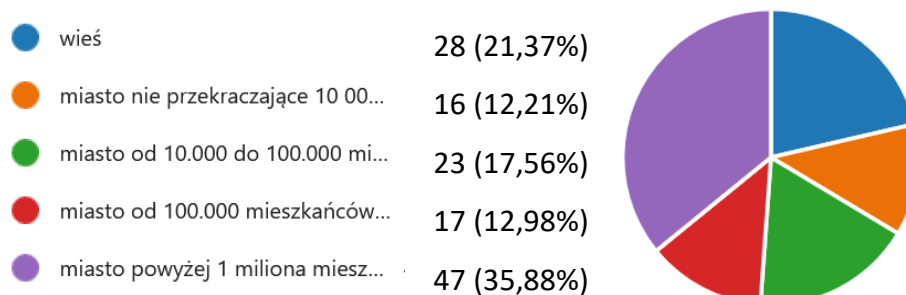 wieś 28 (21,37%)
miasto nie przekraczające 10 00... 16 (12,21%)
miasto od 10.000 do 100.000 mi... 23 (17,56%)
miasto od 100.000 mieszkańców... 17 (12,98%)
miasto powyżej 1 miliona miesz... 47 (35,88%)